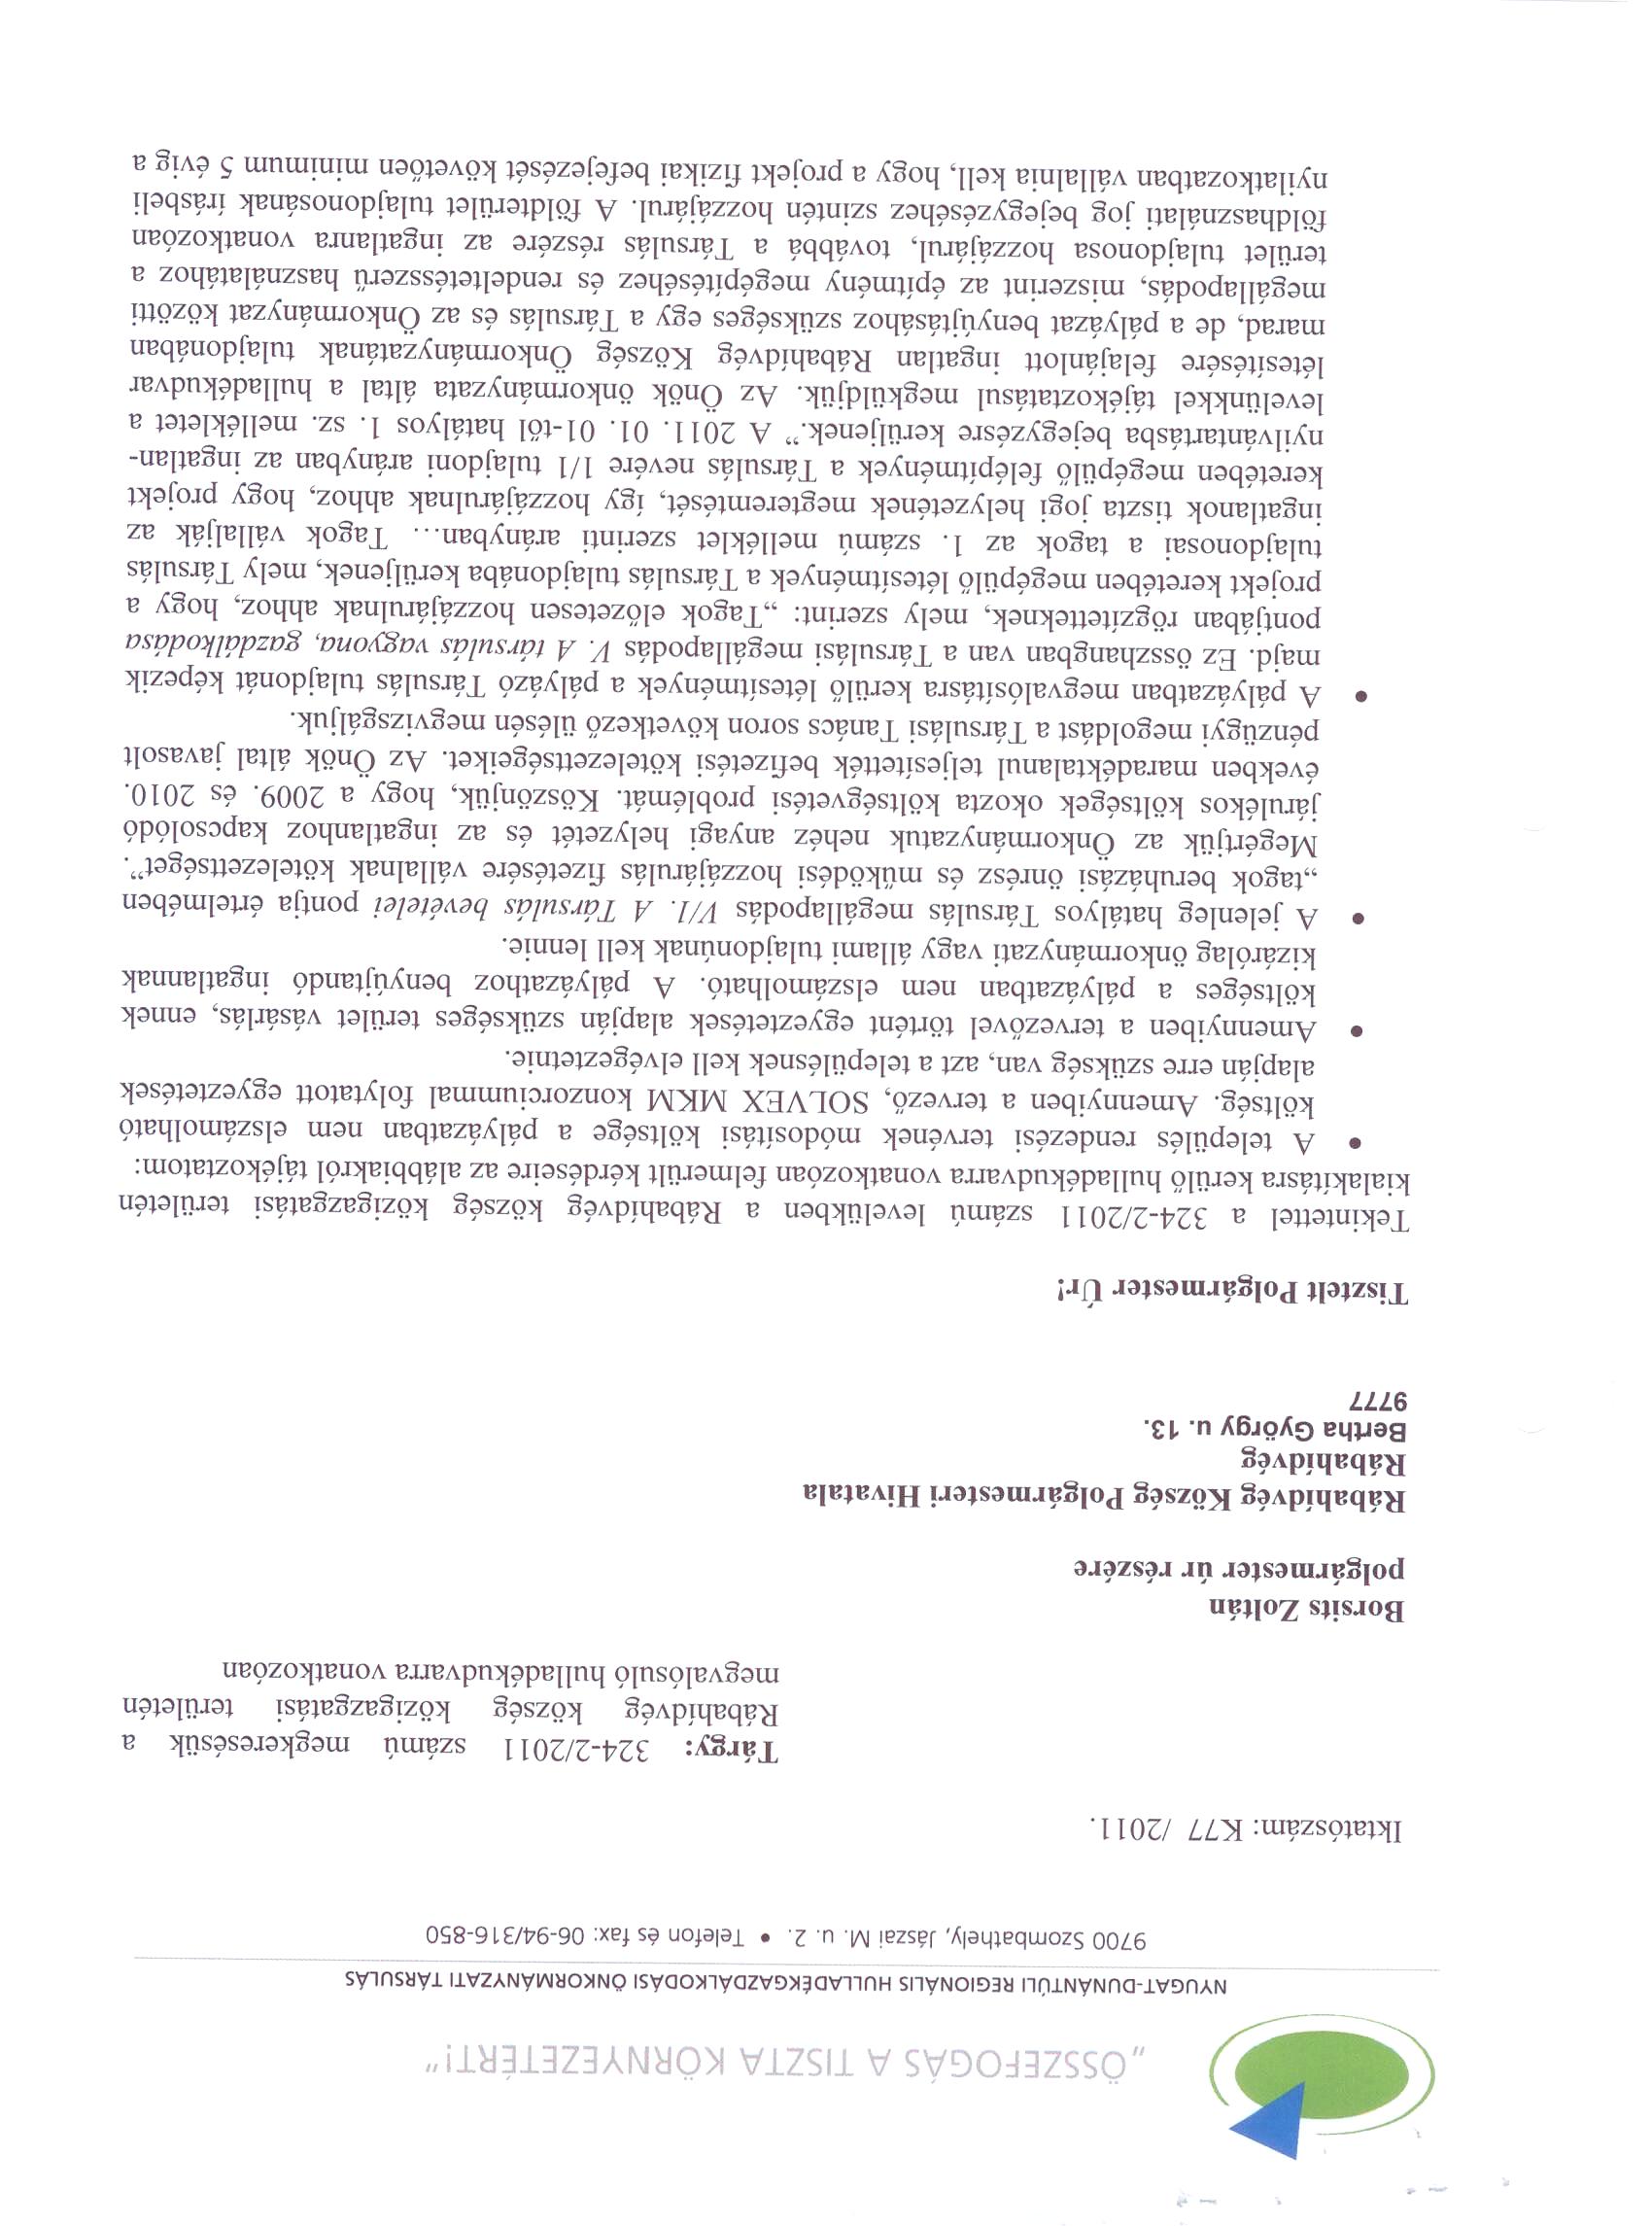 „ÖSSZEFOGÁS A TISZTA KÖRNYEZETÉRT!”
NYUGAT-DUNÁNTÚLI REGIONÁLIS HULLADÉKGAZDÁLKODÁSI ÖNKORMÁNYZATI TÁRSULÁS
9700 Szombathely, Jászai M. u. 2. • Telefon és fax: 06-94/316-850
Iktatószám: K77 /2011.
Tárgy: 324-2/2011 számú megkeresésük a
Rábahídvég község közigazgatási területén
megvalósuló hulladékudvarra vonatkozóan
Borsits Zoltán
polgármester úr részére
Rábahídvég Község Polgármesteri Hivatala
Rábahídvég
Bertha György u. 13.
9777
Tisztelt Polgármester Úr!
Tekintettel a 324-2/2011 számú levelükben a Rábahídvég község közigazgatási területén
kialakításra kerülő hulladékudvarra vonatkozóan felmerült kérdéseire az alábbiakról tájékoztatom:
• A település rendezési tervének módosítási költsége a pályázatban nem elszámolható
költség. Amennyiben a tervező, SOLVEX MKM konzorciummal folytatott egyeztetések
alapján erre szükség van, azt a településnek kell elvégeztetnie.
• Amennyiben a tervezővel történt egyeztetések alapján szükséges terület vásárlás, ennek
költséges a pályázatban nem elszámolható. A pályázathoz benyújtandó ingatlannak
kizárólag önkormányzati vagy állami tulajdonúnak kell lennie.
• A jelenleg hatályos Társulás megállapodás V/1. A Társulás bevételei pontja értelmében
„tagok beruházási önrész és működési hozzájárulás fizetésére vállalnak kötelezettséget”.
Megértjük az Önkormányzatuk nehéz anyagi helyzetét és az ingatlanhoz kapcsolódó
járulékos költségek okozta költségvetési problémát. Köszönjük, hogy a 2009. és 2010.
években maradéktalanul teljesítették befizetési kötelezettségeiket. Az Önök által javasolt
pénzügyi megoldást a Társulási Tanács soron következő ülésén megvizsgáljuk.
• A pályázatban megvalósításra kerülő létesítmények a pályázó Társulás tulajdonát képezik
majd. Ez összhangban van a Társulási megállapodás V. A társulás vagyona, gazdálkodása
pontjában rögzítetteknek, mely szerint: „Tagok előzetesen hozzájárulnak ahhoz, hogy a
projekt keretében megépülő létesítmények a Társulás tulajdonába kerüljenek, mely Társulás
tulajdonosai a tagok az 1. számú melléklet szerinti arányban… Tagok vállalják az
ingatlanok tiszta jogi helyzetének megteremtését, így hozzájárulnak ahhoz, hogy projekt
keretében megépülő felépítmények a Társulás nevére 1/1 tulajdoni arányban az ingatlan-
nyilvántartásba bejegyzésre kerüljenek.” A 2011. 01. 01-től hatályos 1. sz. mellékletet a
levelünkkel tájékoztatásul megküldjük. Az Önök önkormányzata által a hulladékudvar
létesítésére felajánlott ingatlan Rábahídvég Község Önkormányzatának tulajdonában
marad, de a pályázat benyújtásához szükséges egy a Társulás és az Önkormányzat közötti
megállapodás, miszerint az építmény megépítéséhez és rendeltetésszerű használatához a
terület tulajdonosa hozzájárul, továbbá a Társulás részére az ingatlanra vonatkozóan
földhasználati jog bejegyzéséhez szintén hozzájárul. A földterület tulajdonosának írásbeli
nyilatkozatban vállalnia kell, hogy a projekt fizikai befejezését követően minimum 5 évig a